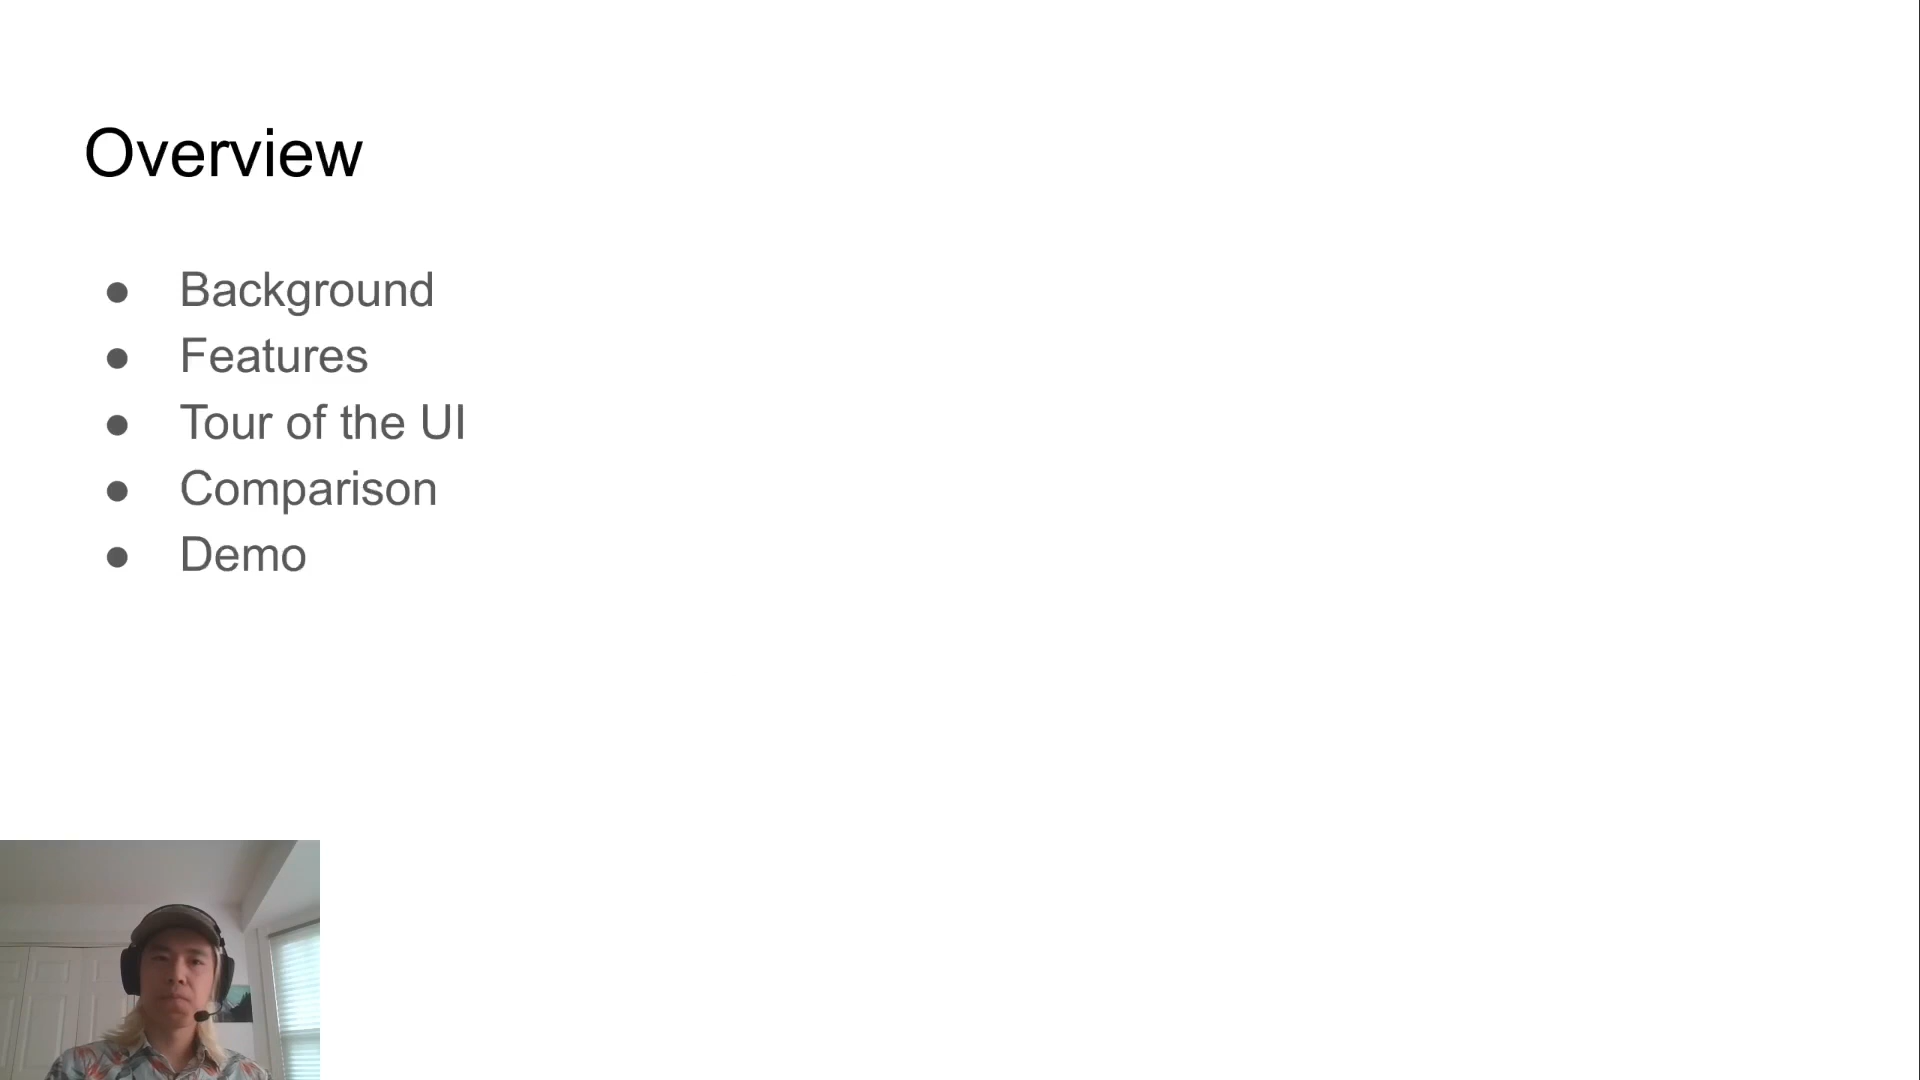 Overview
● Background
● Features
● Tour of the UI
● Comparison
● Demo